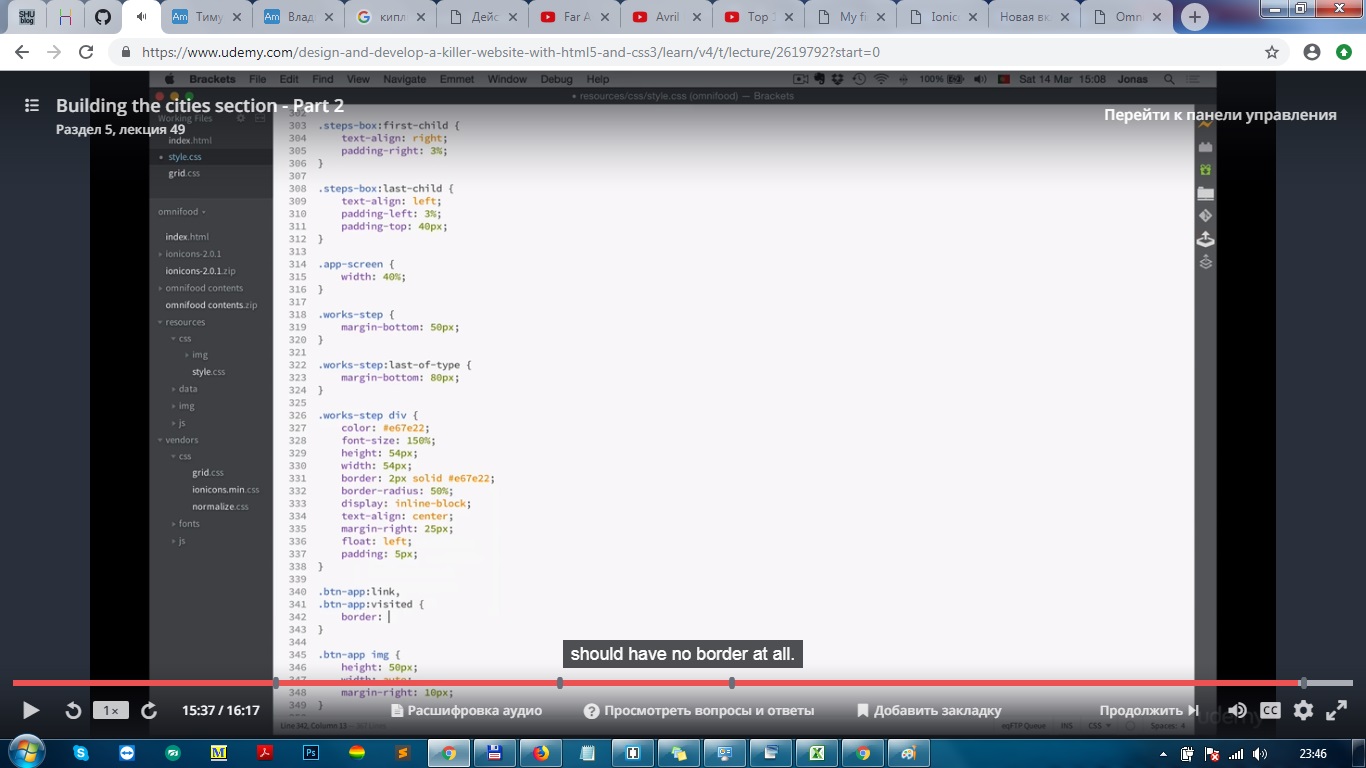 SHU blog
Тиму
Влад
кипл
Дейс
Far A
Avril
Top 1
My fi
Ionic
Новая вк
Omn
https://www.udemy.com/design-and-develop-a-killer-website-with-html5-and-css3/learn/v4/t/lecture/2619792?start=0
Brackets File Edit Find View Navigate Emmet Window Debug Help
100% Sat 14 Mar 15:08 Jonas
• resources/css/style.css (omnifood) — Brackets
Building the cities section - Part 2
Раздел 5, лекция 49
Перейти к панели управления
Working Files
index.html
style.css
grid.css
omnifood
index.html
ionicons-2.0.1
ionicons-2.0.1.zip
omnifood contents
omnifood contents.zip
resources
css
img
style.css
data
img
js
vendors
css
grid.css
ionicons.min.css
normalize.css
fonts
js
302
303 .steps-box:first-child {
304 text-align: right;
305 padding-right: 3%;
306 }
307
308 .steps-box:last-child {
309 text-align: left;
310 padding-left: 3%;
311 padding-top: 40px;
312 }
313
314 .app-screen {
315 width: 40%;
316 }
317
318 .works-step {
319 margin-bottom: 50px;
320 }
321
322 .works-step:last-of-type {
323 margin-bottom: 80px;
324 }
325
326 .works-step div {
327 color: #e67e22;
328 font-size: 150%;
329 height: 54px;
330 width: 54px;
331 border: 2px solid #e67e22;
332 border-radius: 50%;
333 display: inline-block;
334 text-align: center;
335 margin-right: 25px;
336 float: left;
337 padding: 5px;
338 }
339
340 .btn-app:link,
341 .btn-app:visited {
342 border:
343 }
344
345 .btn-app img {
346 height: 50px;
347 width: auto;
348 margin-right: 10px;
349 }
should have no border at all.
1× 15:37 / 16:17
Расшифровка аудио
Просмотреть вопросы и ответы
Добавить закладку
Продолжить
CC
udemy
Line 342, Column 13
eqFTP Queue INS CSS Spaces: 4
23:46